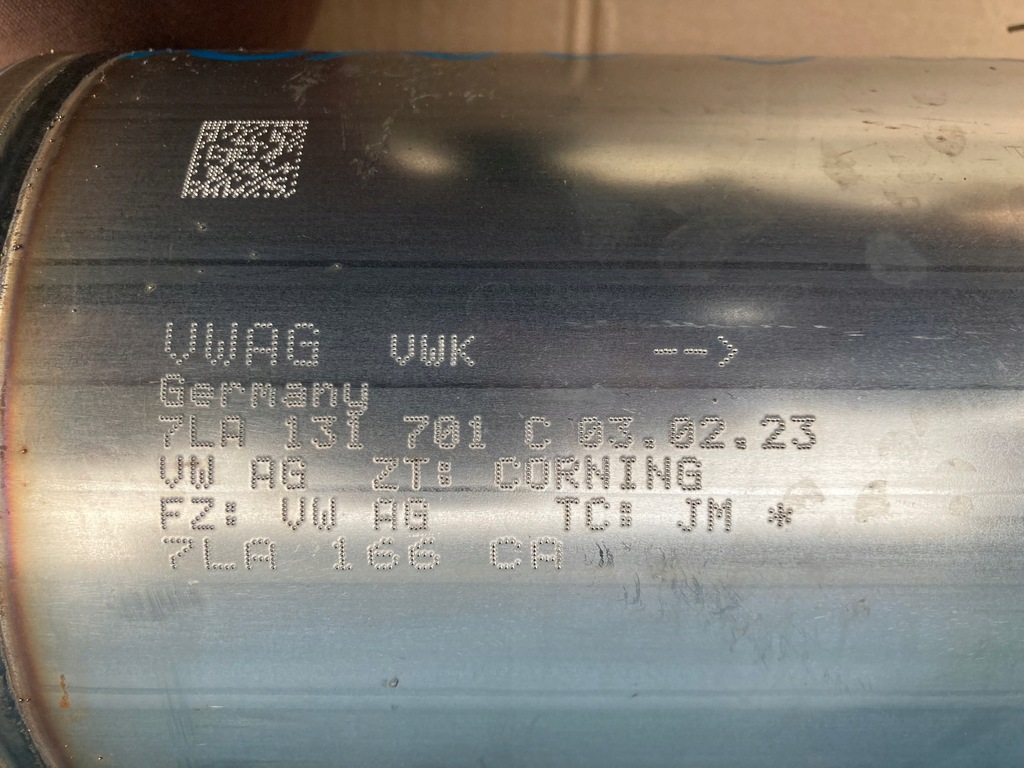 VWAG VWK -->
Germany
7LA 131 701 C 03.02.23
VW AG ZT: CORNING
FZ: VW AG TC: JM *
7LA 166 CA